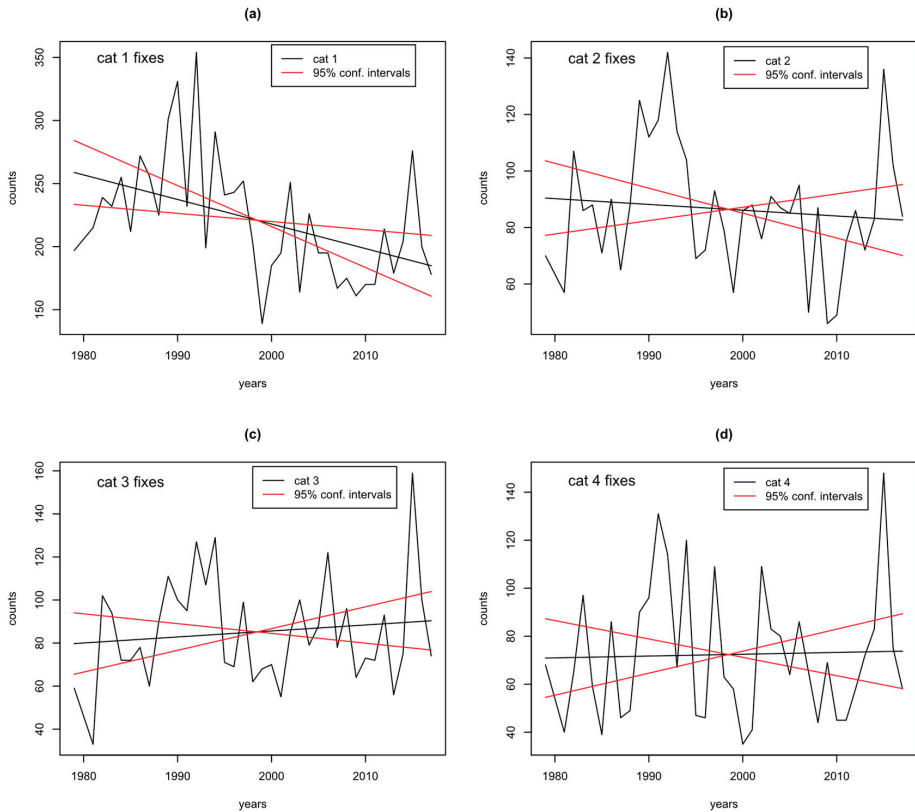 (a)
cat 1 fixes
cat 1
95% conf. intervals
350
300
250
200
150
counts
1980
1990
2000
2010
years
(b)
cat 2 fixes
cat 2
95% conf. intervals
140
120
100
80
60
counts
1980
1990
2000
2010
years
(c)
cat 3 fixes
cat 3
95% conf. intervals
160
140
120
100
80
60
40
counts
1980
1990
2000
2010
years
(d)
cat 4 fixes
cat 4
95% conf. intervals
140
120
100
80
60
40
counts
1980
1990
2000
2010
years